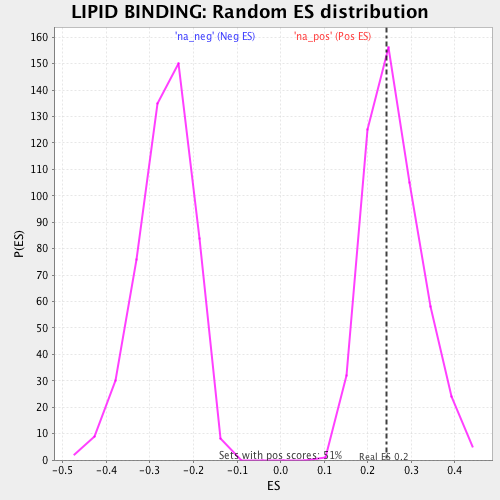 LIPID BINDING: Random ES distribution
'na_neg' (Neg ES) 'na_pos' (Pos ES)
160
150
140
130
120
110
100
90
80
70
60
50
40
30
20
10
0
P(ES)
Sets with pos scores: 51% Real ES 0.2
-0.5 -0.4 -0.3 -0.2 -0.1 0.0 0.1 0.2 0.3 0.4
ES